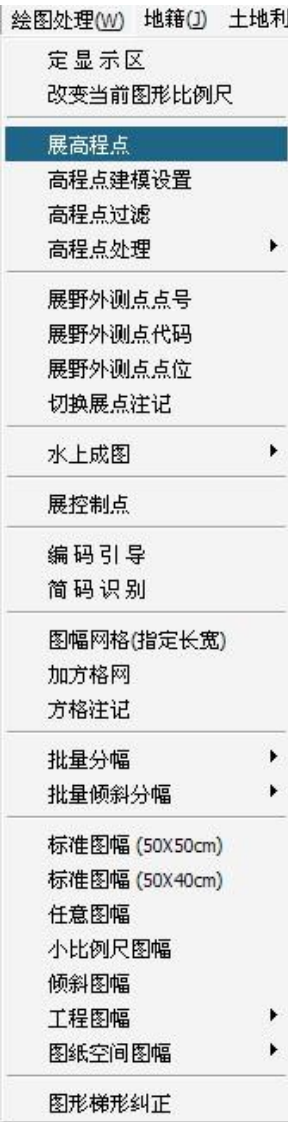 绘图处理(W) 地籍(J) 土地利
定显示区
改变当前图形比例尺
展高程点
高程点建模设置
高程点过滤
高程点处理
展野外测点点号
展野外测点代码
展野外测点点位
切换展点注记
水上成图
展控制点
编码引导
简码识别
图幅网格(指定长宽)
加方格网
方格注记
批量分幅
批量倾斜分幅
标准图幅 (50X50cm)
标准图幅 (50X40cm)
任意图幅
小比例尺图幅
倾斜图幅
工程图幅
图纸空间图幅
图形梯形纠正